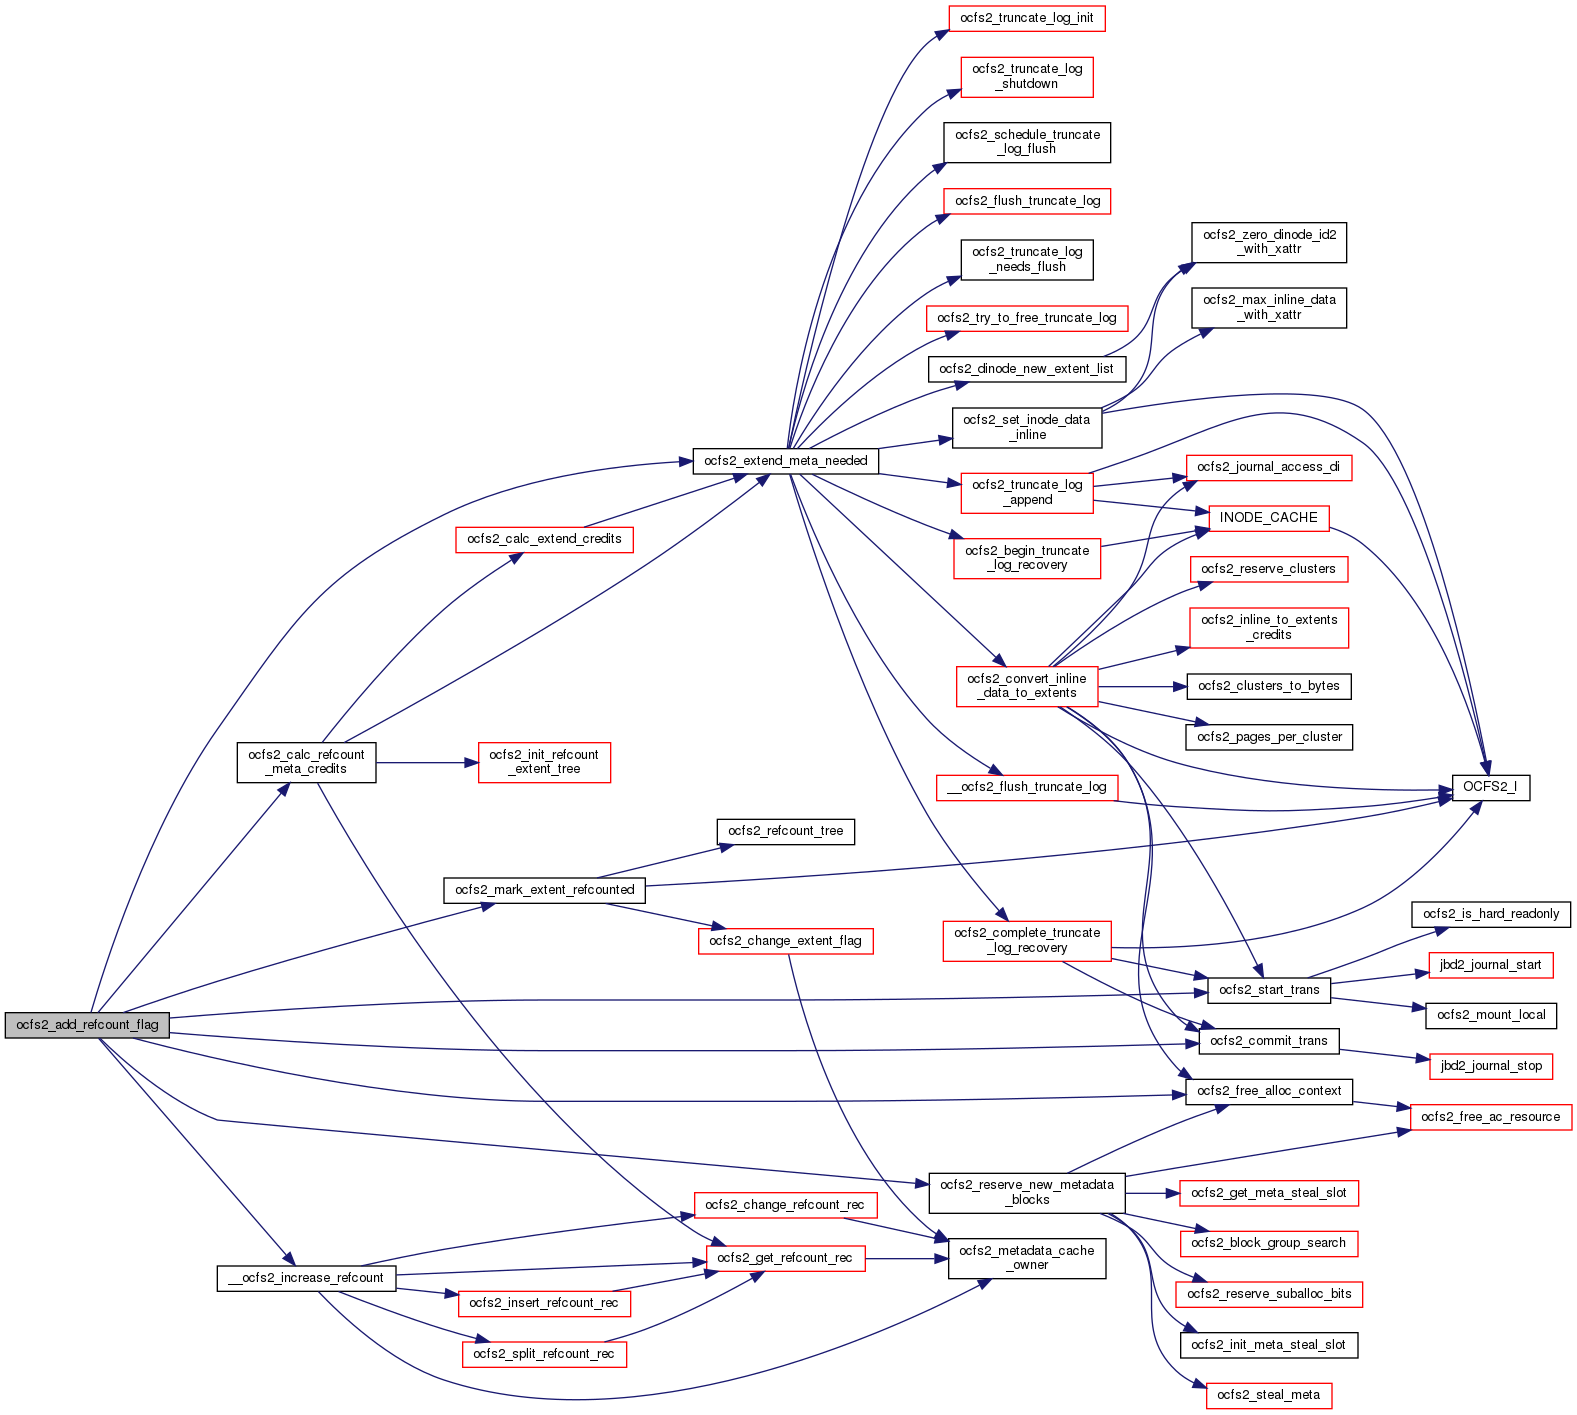 ocfs2_truncate_log_init
ocfs2_truncate_log
_shutdown
ocfs2_schedule_truncate
_log_flush
ocfs2_flush_truncate_log
ocfs2_truncate_log
_needs_flush
ocfs2_zero_dinode_id2
_with_xattr
ocfs2_max_inline_data
_with_xattr
ocfs2_try_to_free_truncate_log
ocfs2_dinode_new_extent_list
ocfs2_set_inode_data
_inline
ocfs2_extend_meta_needed
ocfs2_truncate_log
_append
ocfs2_journal_access_di
INODE_CACHE
ocfs2_calc_extend_credits
ocfs2_begin_truncate
_log_recovery
ocfs2_reserve_clusters
ocfs2_inline_to_extents
_credits
ocfs2_convert_inline
_data_to_extents
ocfs2_clusters_to_bytes
ocfs2_pages_per_cluster
ocfs2_calc_refcount
_meta_credits
ocfs2_init_refcount
_extent_tree
__ocfs2_flush_truncate_log
OCFS2_I
ocfs2_refcount_tree
ocfs2_mark_extent_refcounted
ocfs2_change_extent_flag
ocfs2_complete_truncate
_log_recovery
ocfs2_is_hard_readonly
jbd2_journal_start
ocfs2_start_trans
ocfs2_mount_local
ocfs2_add_refcount_flag
ocfs2_commit_trans
jbd2_journal_stop
ocfs2_free_alloc_context
ocfs2_free_ac_resource
ocfs2_reserve_new_metadata
_blocks
ocfs2_get_meta_steal_slot
ocfs2_change_refcount_rec
ocfs2_block_group_search
ocfs2_get_refcount_rec
ocfs2_metadata_cache
_owner
__ocfs2_increase_refcount
ocfs2_reserve_suballoc_bits
ocfs2_insert_refcount_rec
ocfs2_init_meta_steal_slot
ocfs2_split_refcount_rec
ocfs2_steal_meta